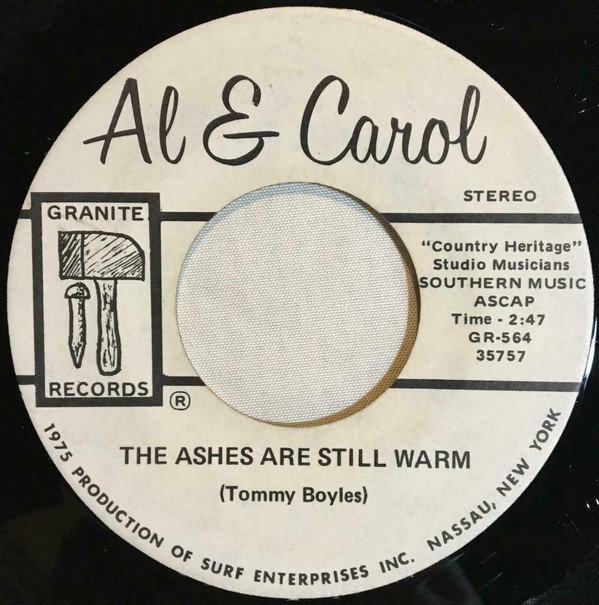 Al & Carol
STEREO
GRANITE
RECORDS
®
"Country Heritage"
Studio Musicians
SOUTHERN MUSIC
ASCAP
Time - 2:47
GR-564
35757
THE ASHES ARE STILL WARM
(Tommy Boyles)
1975 PRODUCTION OF SURF ENTERPRISES INC. NASSAU, NEW YORK